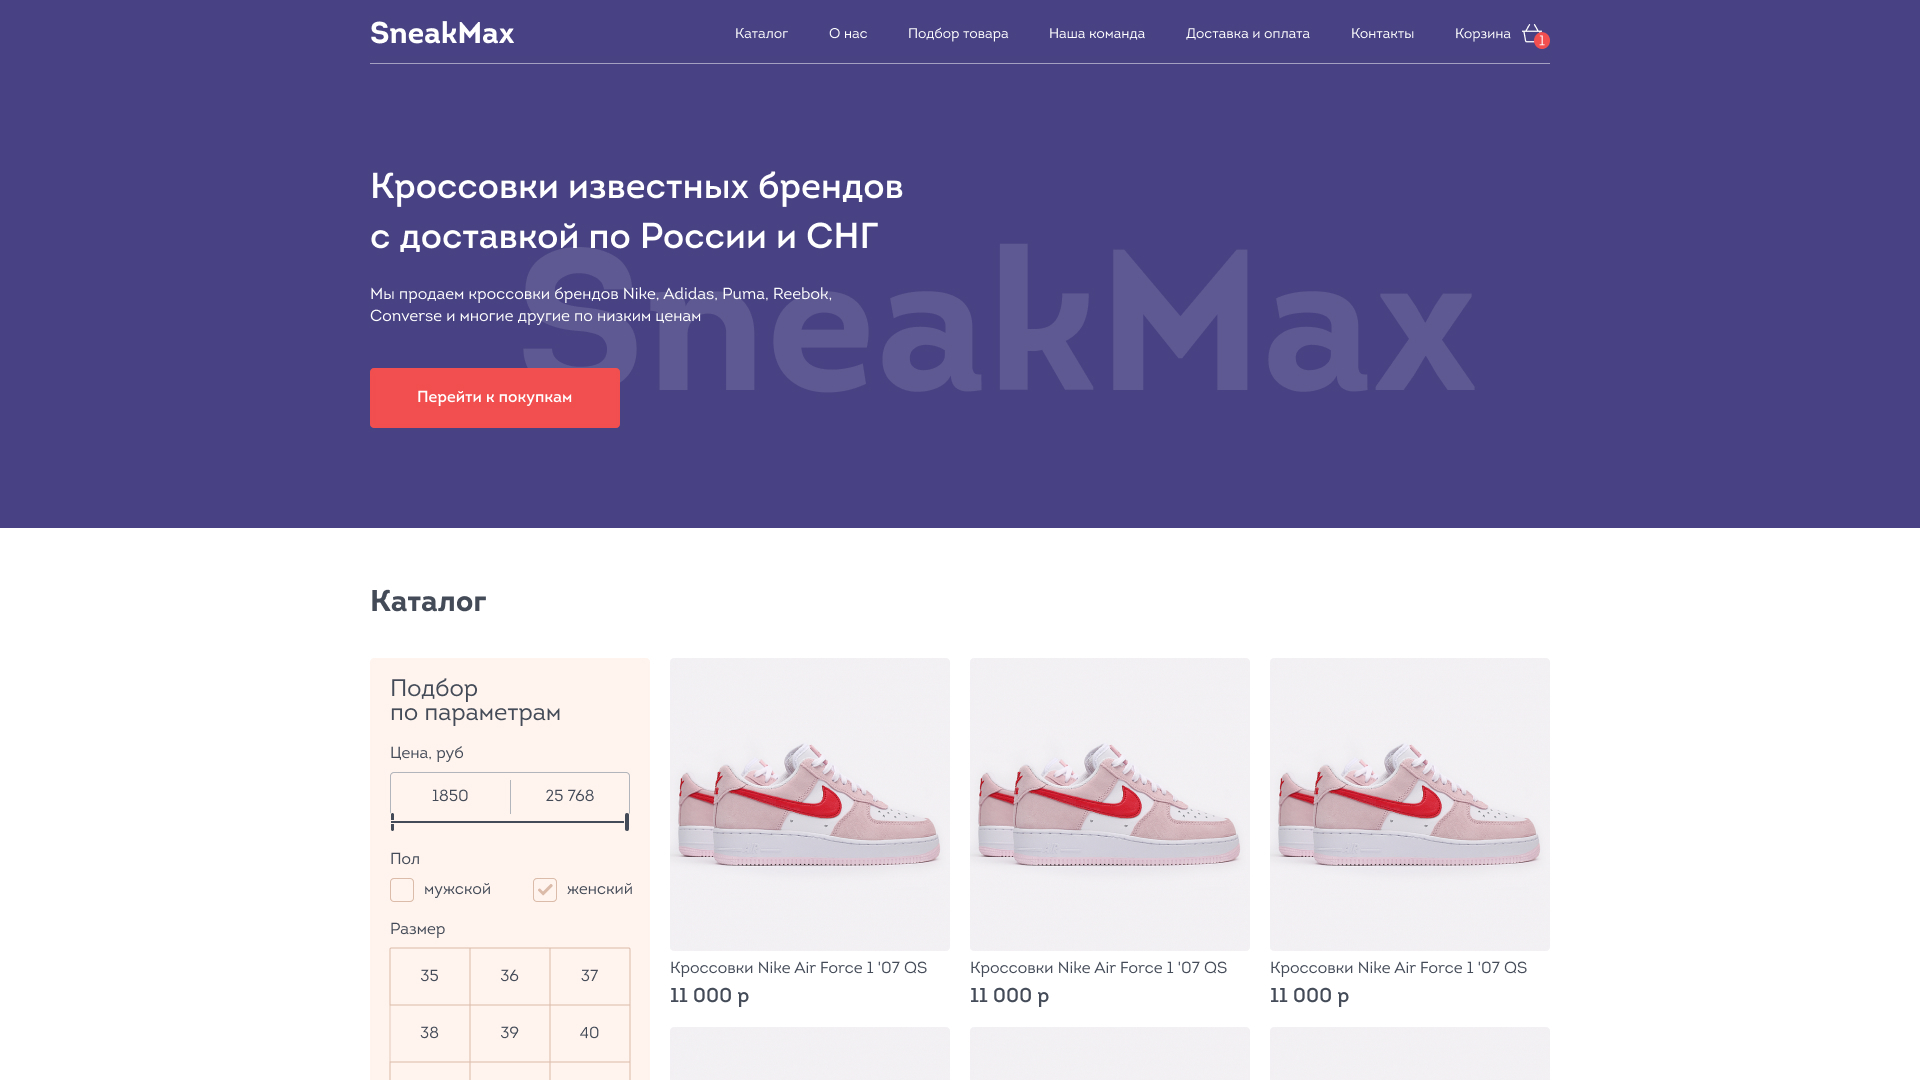 SneakMax
Каталог
О нас
Подбор товара
Наша команда
Доставка и оплата
Контакты
Корзина
1
Кроссовки известных брендов
с доставкой по России и СНГ
SneakMax
Мы продаем кроссовки брендов Nike, Adidas, Puma, Reebok,
Converse и многие другие по низким ценам
Перейти к покупкам
Каталог
Подбор
по параметрам
Цена, руб
1850
25 768
Пол
мужской
женский
Размер
35
36
37
38
39
40
Кроссовки Nike Air Force 1 '07 QS
11 000 р
Кроссовки Nike Air Force 1 '07 QS
11 000 р
Кроссовки Nike Air Force 1 '07 QS
11 000 р